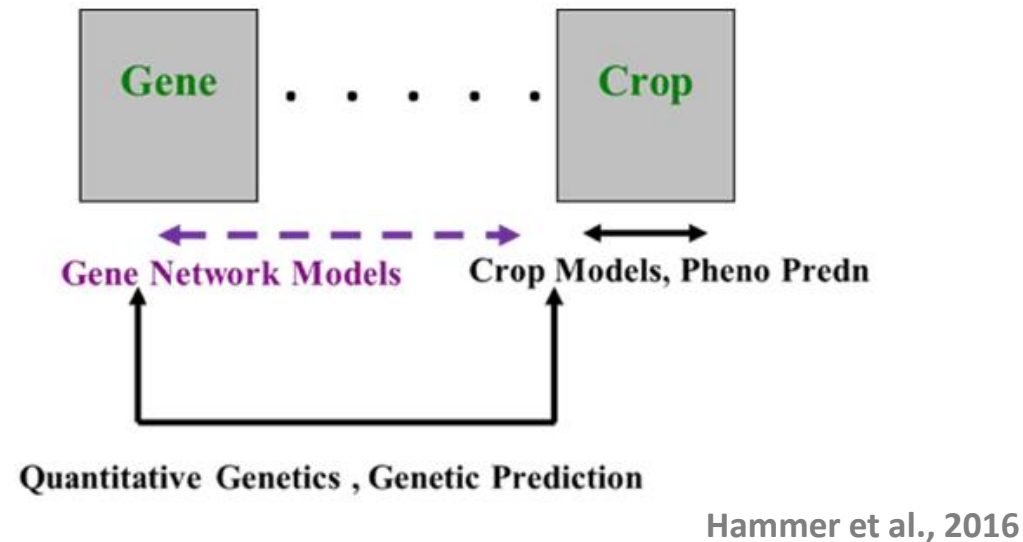 Gene
Crop
Gene Network Models
Crop Models, Pheno Predn
Quantitative Genetics , Genetic Prediction
Hammer et al., 2016